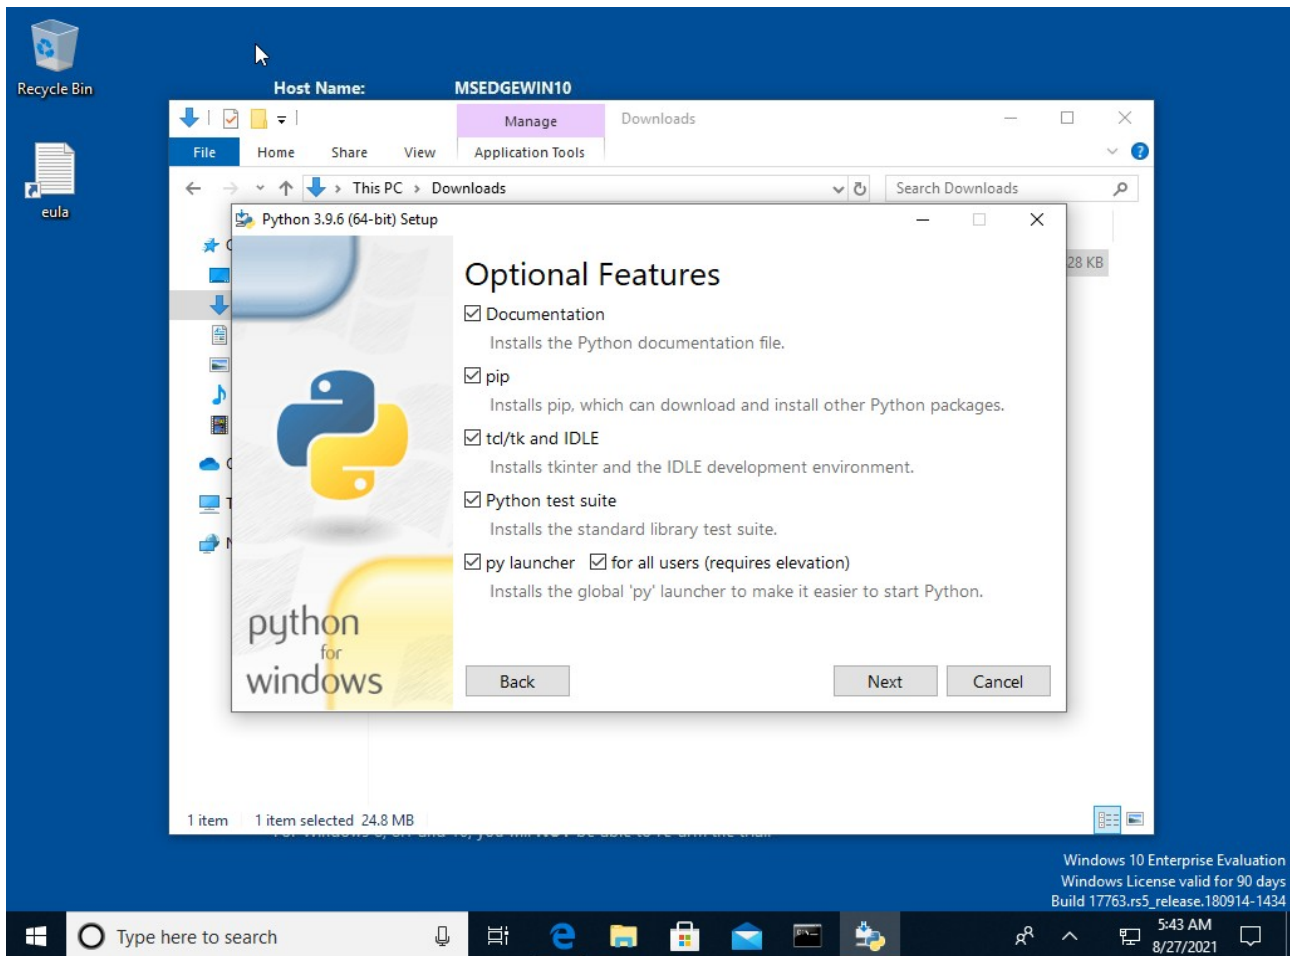 Recycle Bin
eula
Host Name: MSEDGEWIN10
Manage Downloads
File Home Share View Application Tools
This PC > Downloads Search Downloads
Python 3.9.6 (64-bit) Setup
28 KB
Optional Features
Documentation
Installs the Python documentation file.
pip
Installs pip, which can download and install other Python packages.
tcl/tk and IDLE
Installs tkinter and the IDLE development environment.
Python test suite
Installs the standard library test suite.
py launcher for all users (requires elevation)
Installs the global 'py' launcher to make it easier to start Python.
python
for
windows
Back Next Cancel
1 item 1 item selected 24.8 MB
Windows 10 Enterprise Evaluation
Windows License valid for 90 days
Build 17763.rs5_release.180914-1434
Type here to search
5:43 AM
8/27/2021